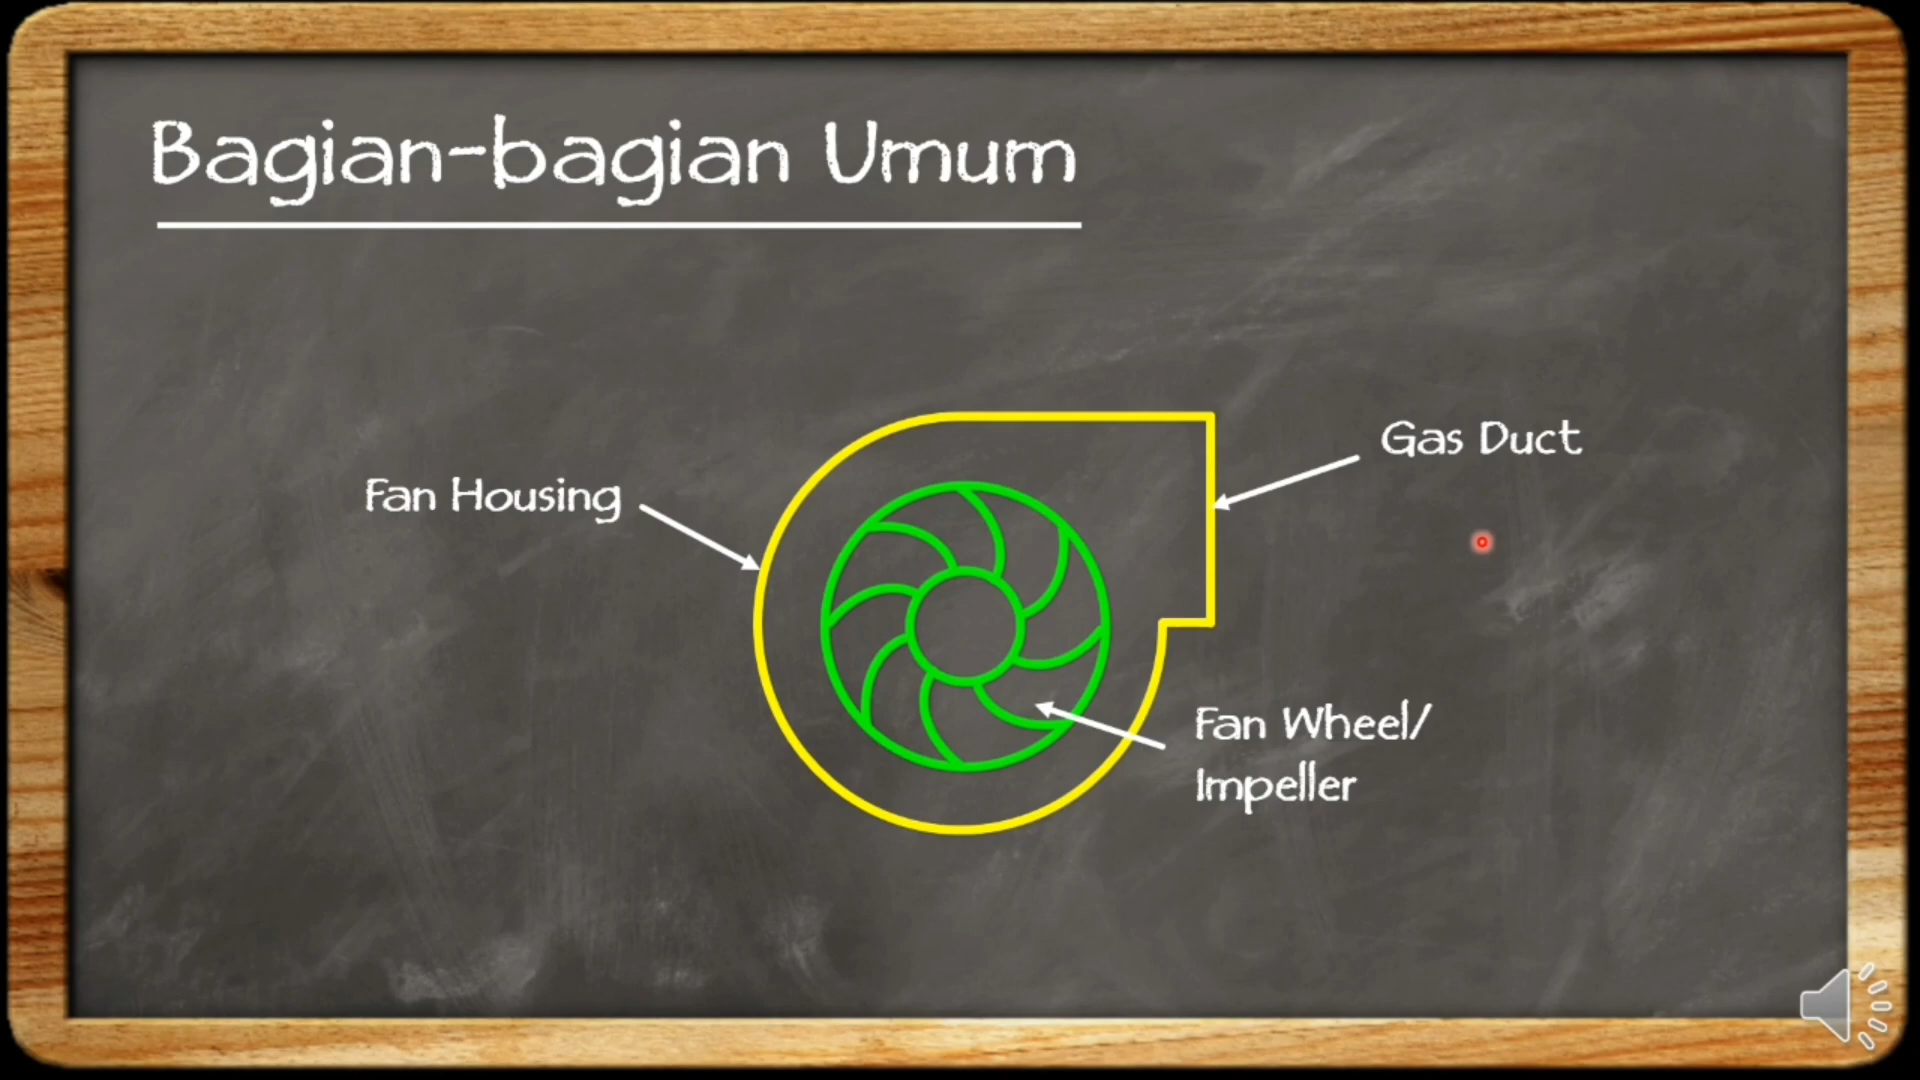 Bagian-bagian Umum
Gas Duct
Fan Housing
Fan Wheel/
Impeller